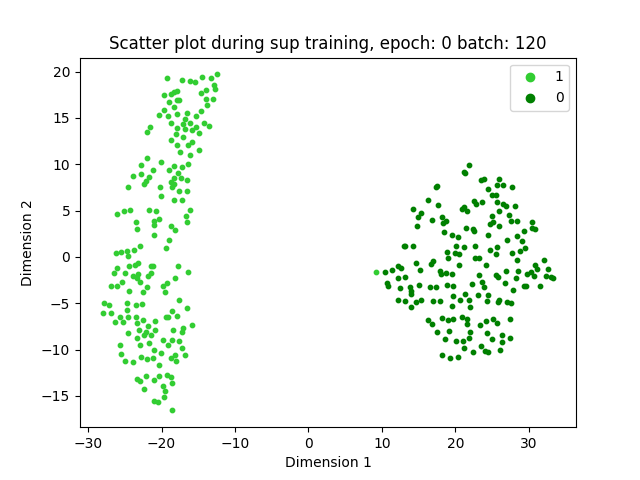 Scatter plot during sup training, epoch: 0 batch: 120
1
0
20
15
10
5
0
−5
−10
−15
Dimension 2
−30 −20 −10 0 10 20 30
Dimension 1